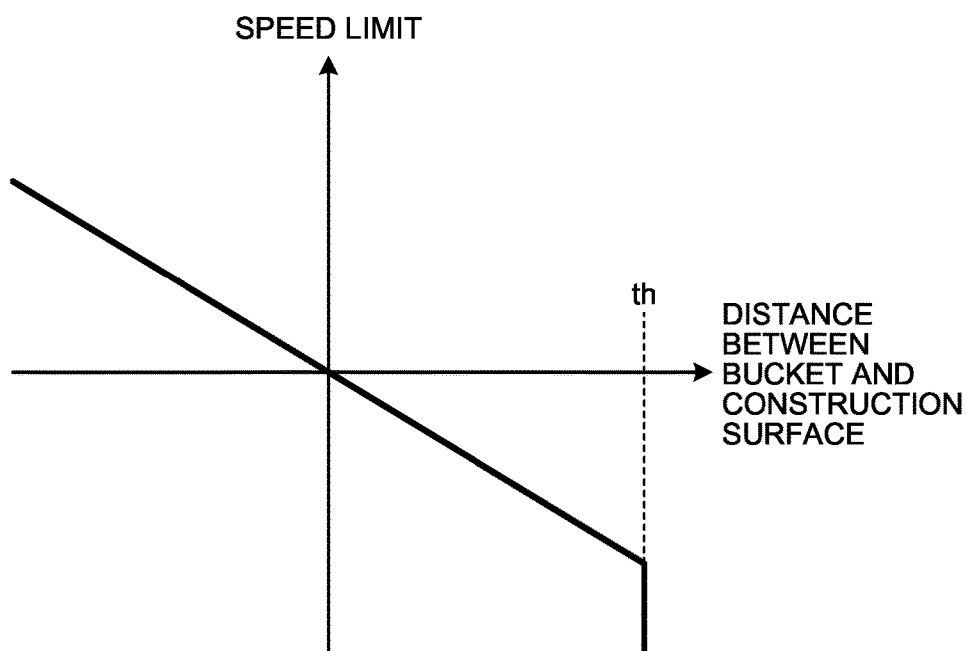 SPEED LIMIT
th
DISTANCE
BETWEEN
BUCKET AND
CONSTRUCTION
SURFACE